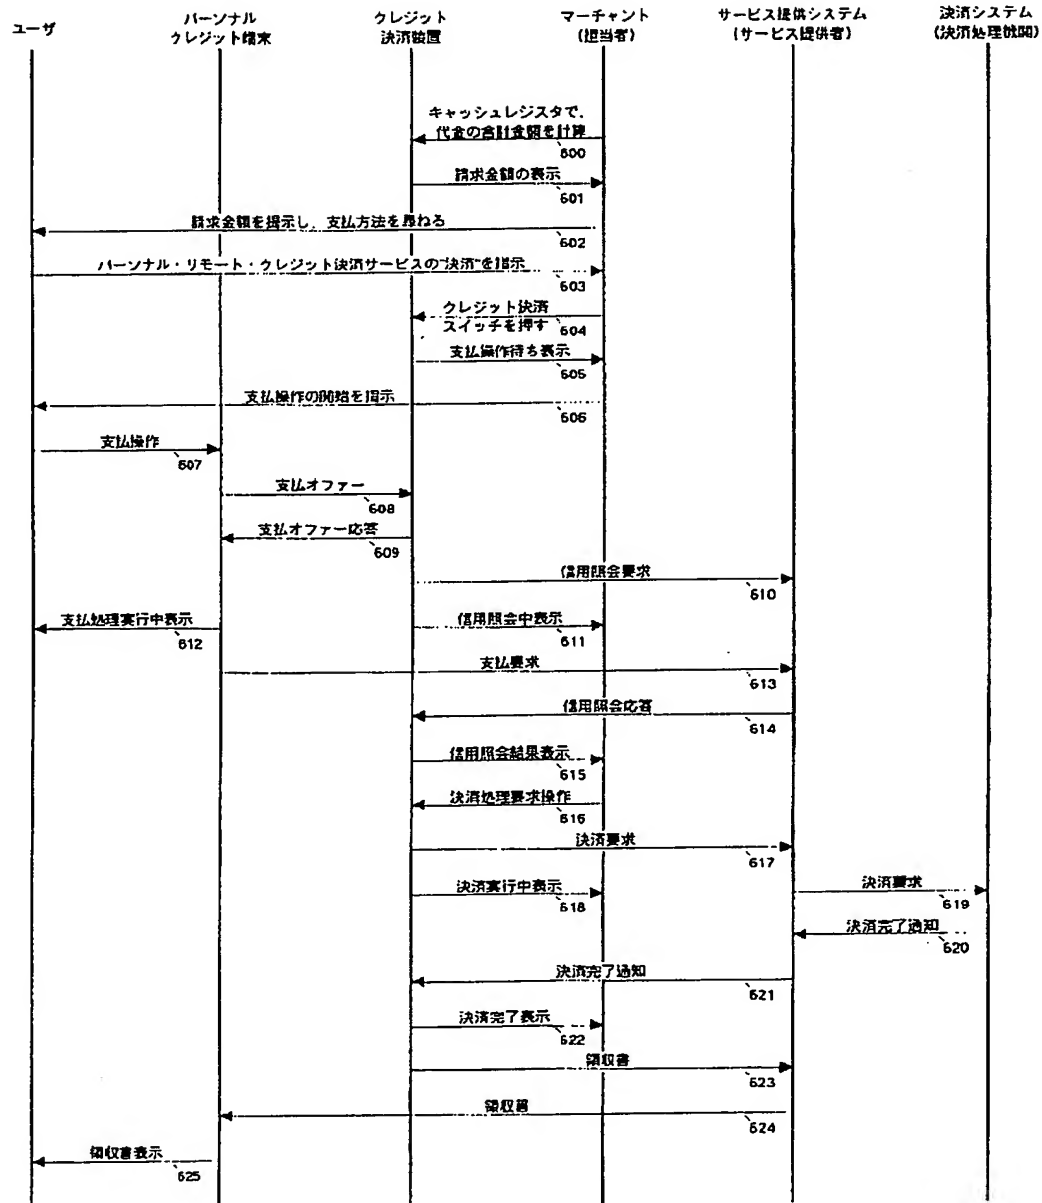 ユーザ
パーソナル
クレジット端末
クレジット
決済装置
マーチャント
(担当者)
サービス提供システム
(サービス提供者)
決済システム
(決済処理機関)
キャッシュレジスタで、
代金の合計金額を計算
600
請求金額の表示
601
請求金額を提示し、支払方法を尋ねる
602
パーソナル・リモート・クレジット決済サービスの"決済"を指示
603
クレジット決済
スイッチを押す
604
支払操作待ち表示
605
支払操作の開始を指示
606
支払操作
607
支払オファー
608
支払オファー応答
609
信用照会要求
610
支払処理実行中表示
612
信用照会中表示
611
支払要求
613
信用照会応答
614
信用照会結果表示
615
決済処理要求操作
616
決済要求
617
決済実行中表示
618
決済要求
619
決済完了通知
620
決済完了通知
621
決済完了表示
622
領収書
623
領収書
624
領収書表示
625